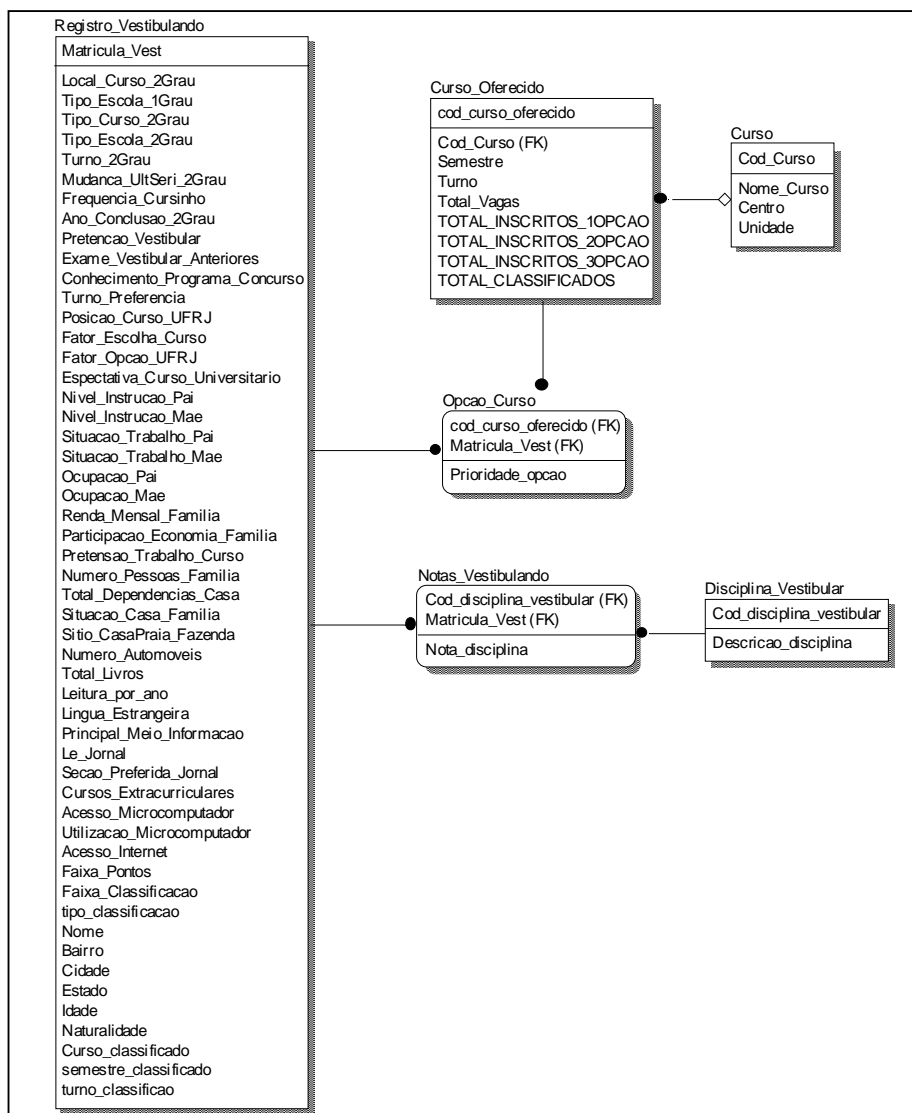 Registro_Vestibulando
Matricula_Vest
Local_Curso_2Grau
Tipo_Escola_1Grau
Tipo_Curso_2Grau
Tipo_Escola_2Grau
Turno_2Grau
Mudanca_UltSeri_2Grau
Frequencia_Cursinho
Ano_Conclusao_2Grau
Pretencao_Vestibular
Exame_Vestibular_Anteriores
Conhecimento_Programa_Concurso
Turno_Preferencia
Posicao_Curso_UFRJ
Fator_Escolha_Curso
Fator_Opcao_UFRJ
Espectativa_Curso_Universitario
Nivel_Instrucao_Pai
Nivel_Instrucao_Mae
Situacao_Trabalho_Pai
Situacao_Trabalho_Mae
Ocupacao_Pai
Ocupacao_Mae
Renda_Mensal_Familia
Participacao_Economia_Familia
Pretensao_Trabalho_Curso
Numero_Pessoas_Familia
Total_Dependencias_Casa
Situacao_Casa_Familia
Sitio_CasaPraia_Fazenda
Numero_Automoveis
Total_Livros
Leitura_por_ano
Lingua_Estrangeira
Principal_Meio_Informacao
Le_Jornal
Secao_Preferida_Jornal
Cursos_Extracurriculares
Acesso_Microcomputador
Utilizacao_Microcomputador
Acesso_Internet
Faixa_Pontos
Faixa_Classificacao
tipo_classificacao
Nome
Bairro
Cidade
Estado
Idade
Naturalidade
Curso_classificado
semestre_classificado
turno_classificao
Curso_Oferecido
cod_curso_oferecido
Cod_Curso (FK)
Semestre
Turno
Total_Vagas
TOTAL_INSCRITOS_1OPCAO
TOTAL_INSCRITOS_2OPCAO
TOTAL_INSCRITOS_3OPCAO
TOTAL_CLASSIFICADOS
Curso
Cod_Curso
Nome_Curso
Centro
Unidade
Opcao_Curso
cod_curso_oferecido (FK)
Matricula_Vest (FK)
Prioridade_opcao
Notas_Vestibulando
Cod_disciplina_vestibular (FK)
Matricula_Vest (FK)
Nota_disciplina
Disciplina_Vestibular
Cod_disciplina_vestibular
Descricao_disciplina